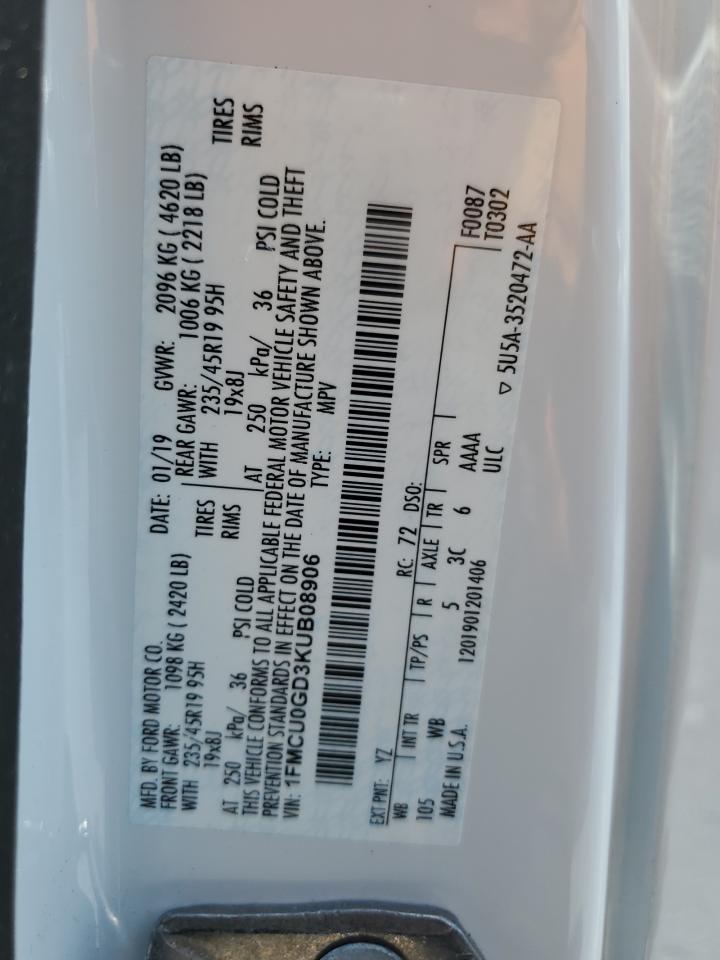 MFD. BY FORD MOTOR CO.
DATE: 01/19 GVWR: 2096 KG ( 4620 LB)
FRONT GAWR: 1098 KG ( 2420 LB) REAR GAWR: 1006 KG ( 2218 LB)
WITH 235/45R19 95H TIRES WITH 235/45R19 95H TIRES
19x8J RIMS 19x8J RIMS
AT 250 kPa/ 36 PSI COLD AT 250 kPa/ 36 PSI COLD
THIS VEHICLE CONFORMS TO ALL APPLICABLE FEDERAL MOTOR VEHICLE SAFETY AND THEFT
PREVENTION STANDARDS IN EFFECT ON THE DATE OF MANUFACTURE SHOWN ABOVE.
VIN: 1FMCU0GD3KUB08906 TYPE: MPV
EXT PNT: YZ RC: 72 DSO:
WB INT TR TP/PS R AXLE TR SPR F0087
105 WB 5 3C 6 AAAA T0302
MADE IN U.S.A. 1201901201406 ULC
▽ 5U5A-3520472-AA